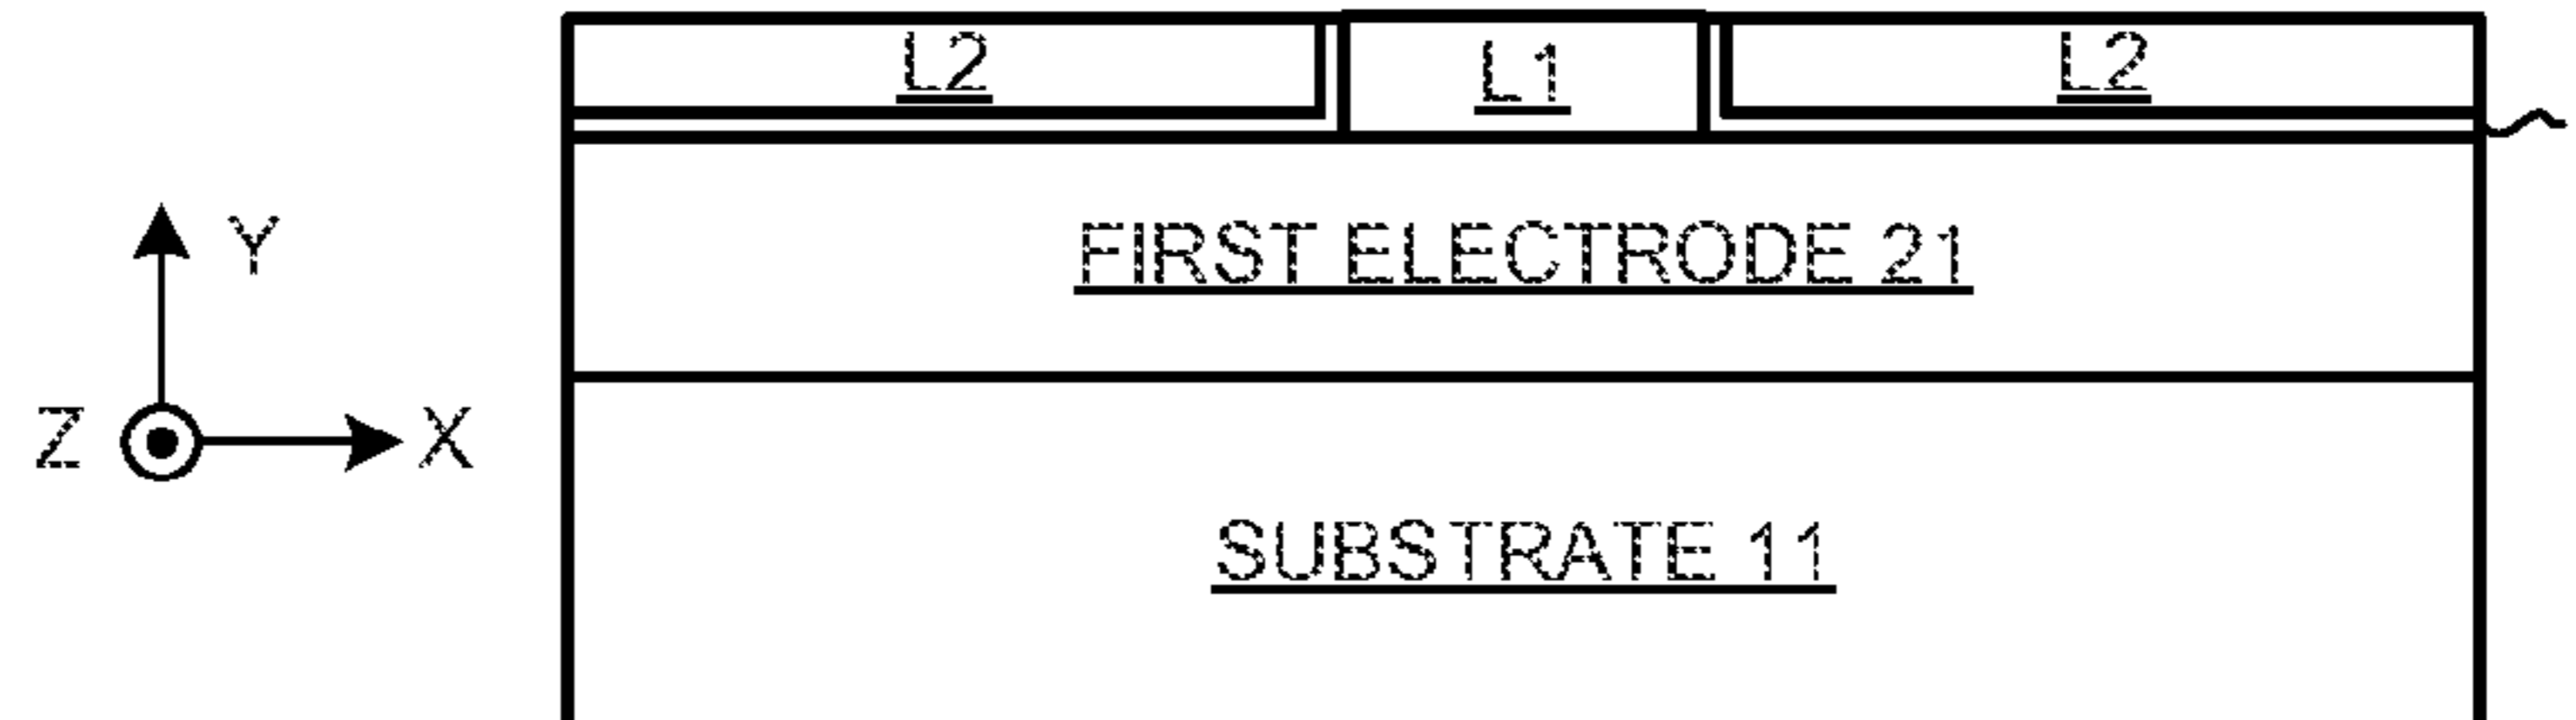 L2 L1 L2
FIRST ELECTRODE 21
Y
Z X
SUBSTRATE 11